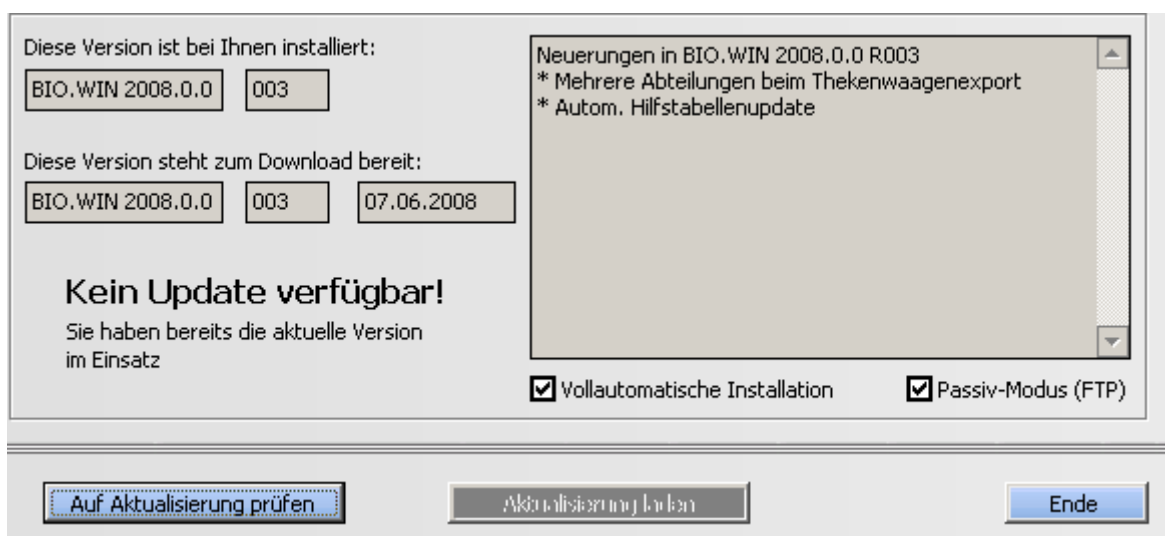 Diese Version ist bei Ihnen installiert:
BIO.WIN 2008.0.0 003
Diese Version steht zum Download bereit:
BIO.WIN 2008.0.0 003 07.06.2008
Kein Update verfügbar!
Sie haben bereits die aktuelle Version
im Einsatz
Neuerungen in BIO.WIN 2008.0.0 R003
* Mehrere Abteilungen beim Thekenwaagenexport
* Autom. Hilfstabellenupdate
Vollautomatische Installation Passiv-Modus (FTP)
Auf Aktualisierung prüfen Aktualisierung laden Ende